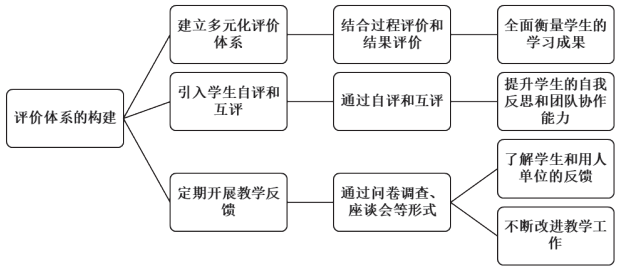 评价体系的构建
建立多元化评价
体系
结合过程评价和
结果评价
全面衡量学生的
学习成果
引入学生自评和
互评
通过自评和互评
提升学生的自我
反思和团队协作
能力
定期开展教学反
馈
通过问卷调查、
座谈会等形式
了解学生和用人
单位的反馈
不断改进教学工
作